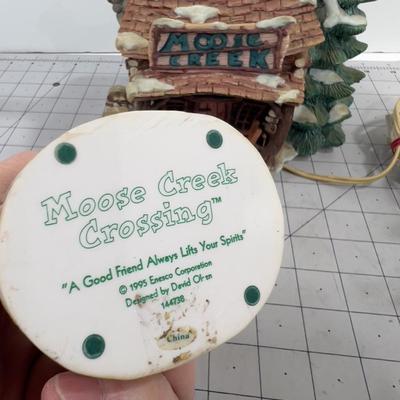 MOOSE
CREEK
Moose Creek
Crossing™
"A Good Friend Always Lifts Your Spirits"
© 1995 Enesco Corporation
Designed by David
144738
China